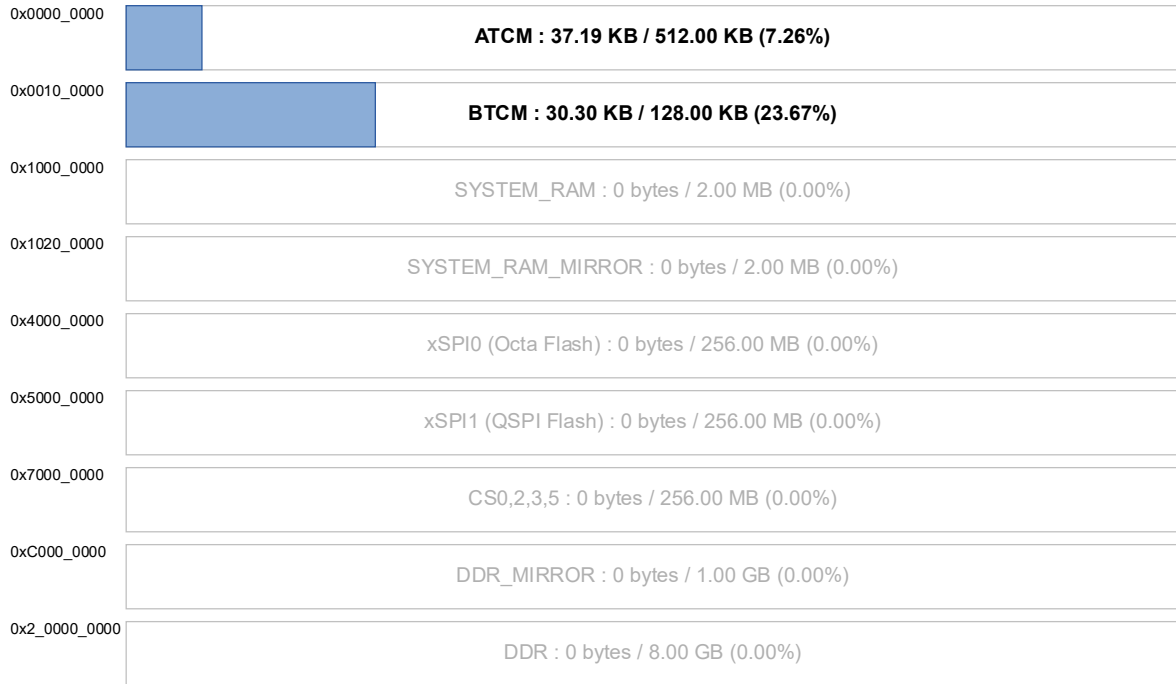 0x0000_0000
ATCM : 37.19 KB / 512.00 KB (7.26%)
0x0010_0000
BTCM : 30.30 KB / 128.00 KB (23.67%)
0x1000_0000
SYSTEM_RAM : 0 bytes / 2.00 MB (0.00%)
0x1020_0000
SYSTEM_RAM_MIRROR : 0 bytes / 2.00 MB (0.00%)
0x4000_0000
xSPI0 (Octa Flash) : 0 bytes / 256.00 MB (0.00%)
0x5000_0000
xSPI1 (QSPI Flash) : 0 bytes / 256.00 MB (0.00%)
0x7000_0000
CS0,2,3,5 : 0 bytes / 256.00 MB (0.00%)
0xC000_0000
DDR_MIRROR : 0 bytes / 1.00 GB (0.00%)
0x2_0000_0000
DDR : 0 bytes / 8.00 GB (0.00%)